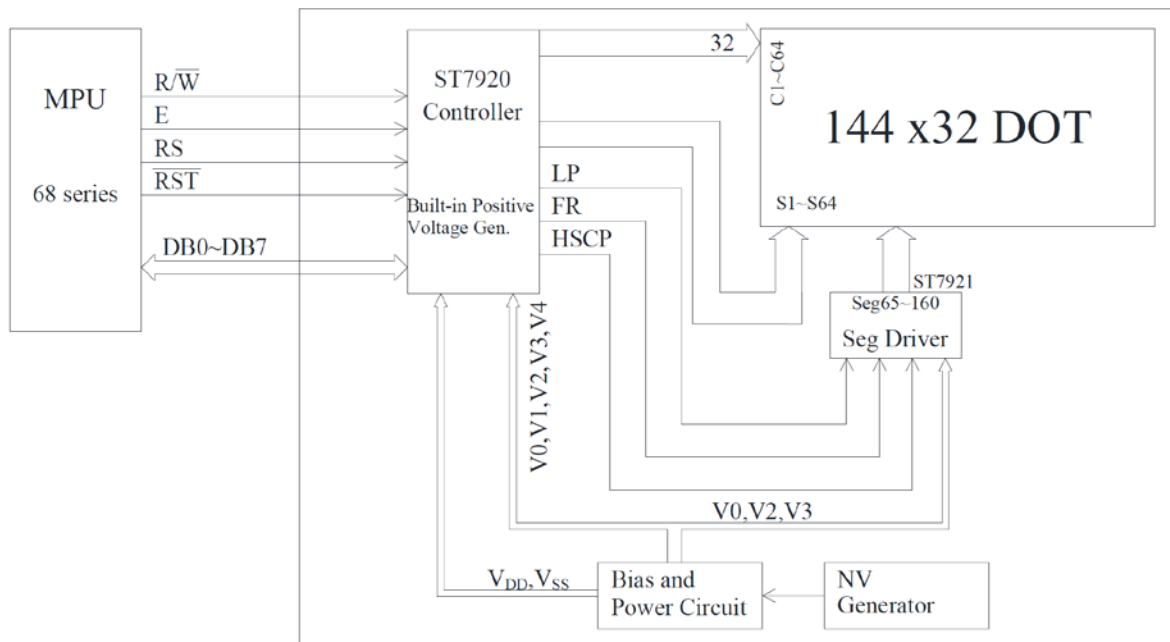 MPU
68 series
R/W̅
E
RS
R̅S̅T̅
DB0~DB7
ST7920
Controller
Built-in Positive
Voltage Gen.
32
C1~C64
144 x32 DOT
S1~S64
LP
FR
HSCP
ST7921
Seg65~160
Seg Driver
V0,V1,V2,V3,V4
V0,V2,V3
VDD,VSS
Bias and
Power Circuit
NV
Generator